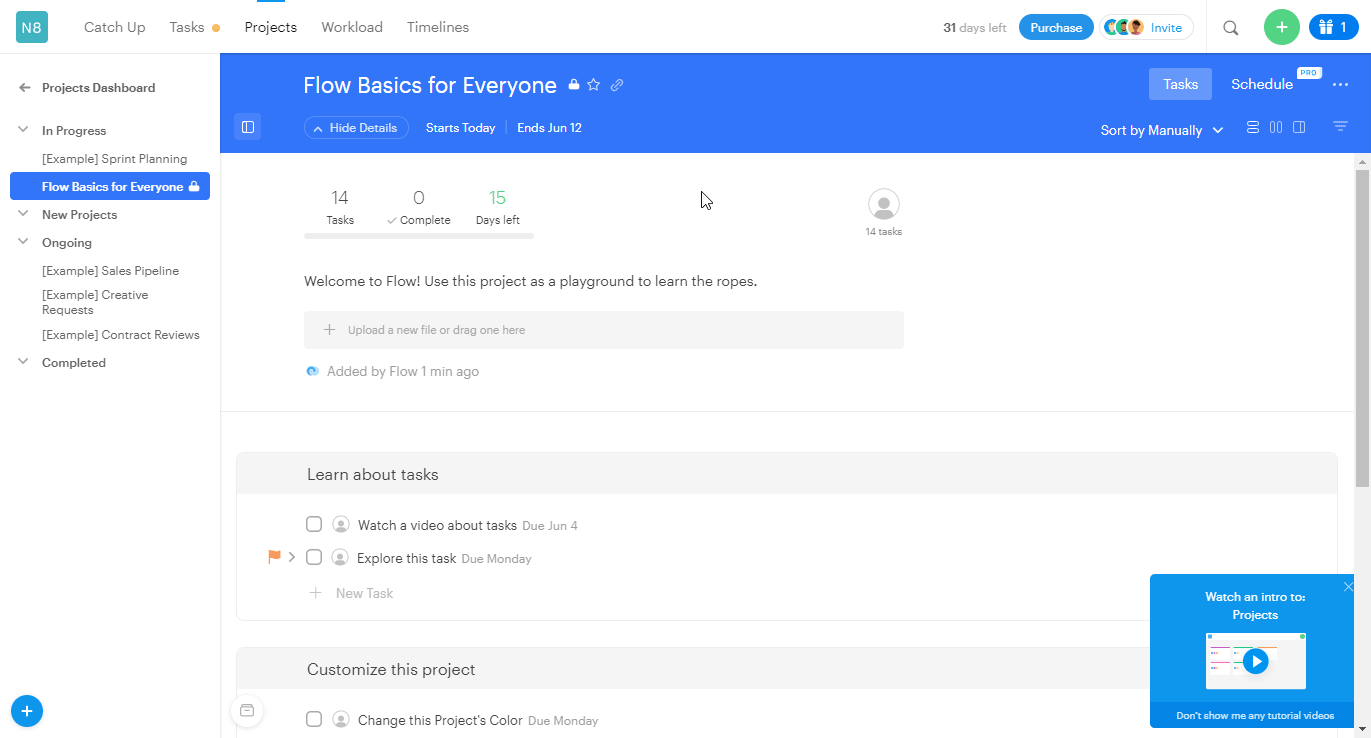 N8
Catch Up
Tasks
Projects
Workload
Timelines
31 days left
Purchase
Invite
1
Projects Dashboard
In Progress
[Example] Sprint Planning
Flow Basics for Everyone
New Projects
Ongoing
[Example] Sales Pipeline
[Example] Creative
Requests
[Example] Contract Reviews
Completed
Flow Basics for Everyone
Tasks
Schedule
PRO
Hide Details
Starts Today
Ends Jun 12
Sort by Manually
14
Tasks
0
Complete
15
Days left
14 tasks
Welcome to Flow! Use this project as a playground to learn the ropes.
Upload a new file or drag one here
Added by Flow 1 min ago
Learn about tasks
Watch a video about tasks Due Jun 4
Explore this task Due Monday
New Task
Customize this project
Change this Project's Color Due Monday
Watch an intro to:
Projects
Don't show me any tutorial videos